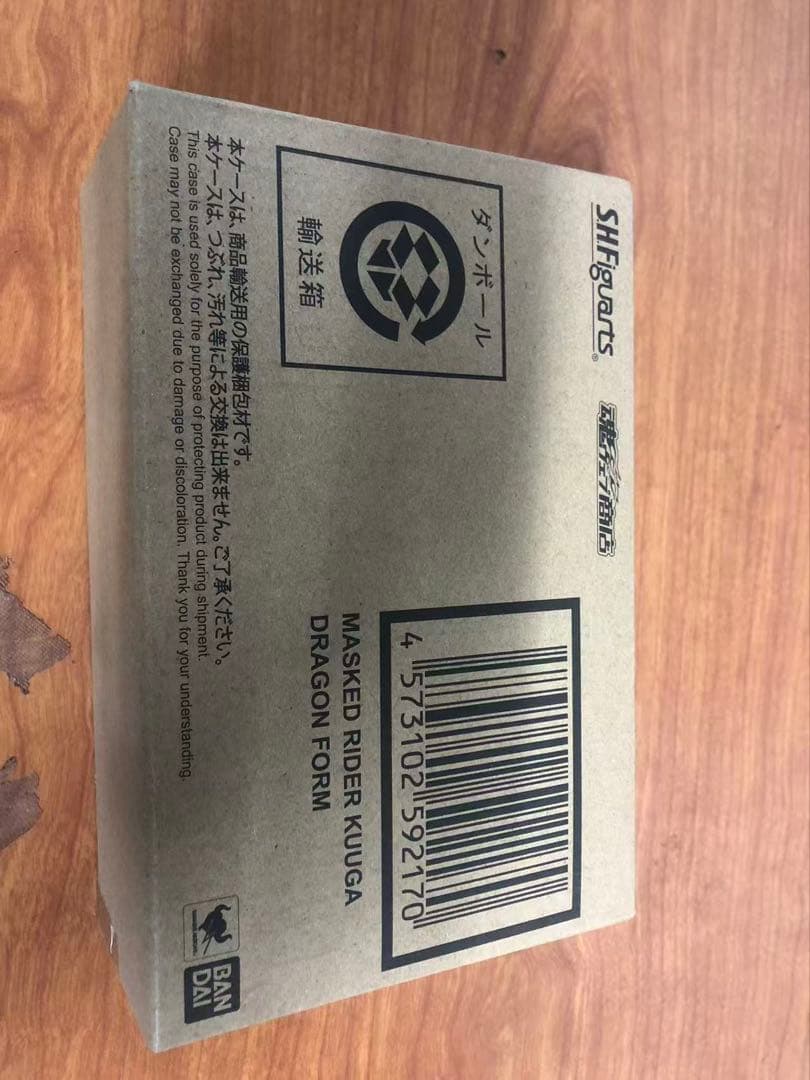 S.H.Figuarts®
魂ウェブ商店
ダンボール
輸送箱
4 573102 592170
MASKED RIDER KUUGA
DRAGON FORM
本ケースは、商品輸送用の保護梱包材です。
本ケースは、つぶれ、汚れ等による交換は出来ません。ご了承ください。
This case is used solely for the purpose of protecting product during shipment.
Case may not be exchanged due to damage or discoloration. Thank you for your understanding.
BAN
DAI